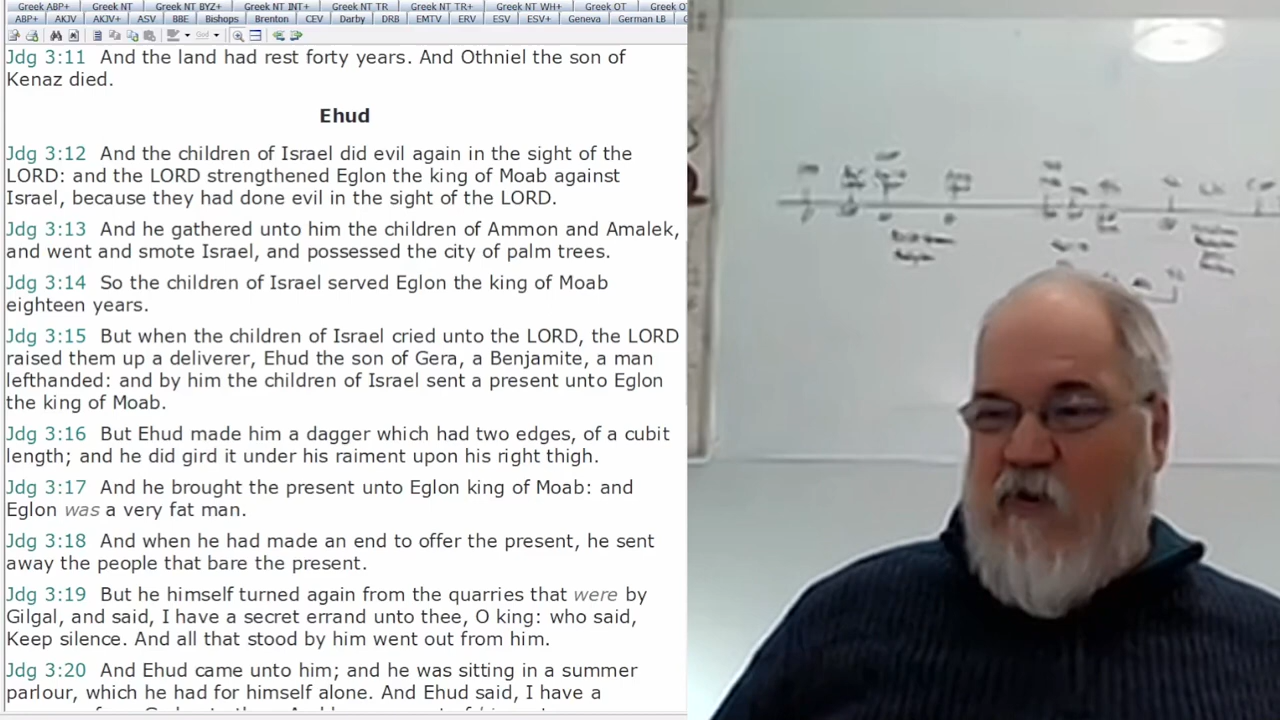 Greek ABP+ Greek NT Greek NT BYZ+ Greek NT INT+ Greek NT TR Greek NT TR+ Greek NT WH+ Greek OT Greek
ABP+ AKJV AKJV+ ASV BBE Bishops Brenton CEV Darby DRB EMTV ERV ESV ESV+ Geneva German LB
Jdg 3:11 And the land had rest forty years. And Othniel the son of
Kenaz died.
Ehud
Jdg 3:12 And the children of Israel did evil again in the sight of the
LORD: and the LORD strengthened Eglon the king of Moab against
Israel, because they had done evil in the sight of the LORD.
Jdg 3:13 And he gathered unto him the children of Ammon and Amalek,
and went and smote Israel, and possessed the city of palm trees.
Jdg 3:14 So the children of Israel served Eglon the king of Moab
eighteen years.
Jdg 3:15 But when the children of Israel cried unto the LORD, the LORD
raised them up a deliverer, Ehud the son of Gera, a Benjamite, a man
lefthanded: and by him the children of Israel sent a present unto Eglon
the king of Moab.
Jdg 3:16 But Ehud made him a dagger which had two edges, of a cubit
length; and he did gird it under his raiment upon his right thigh.
Jdg 3:17 And he brought the present unto Eglon king of Moab: and
Eglon was a very fat man.
Jdg 3:18 And when he had made an end to offer the present, he sent
away the people that bare the present.
Jdg 3:19 But he himself turned again from the quarries that were by
Gilgal, and said, I have a secret errand unto thee, O king: who said,
Keep silence. And all that stood by him went out from him.
Jdg 3:20 And Ehud came unto him; and he was sitting in a summer
parlour, which he had for himself alone. And Ehud said, I have a